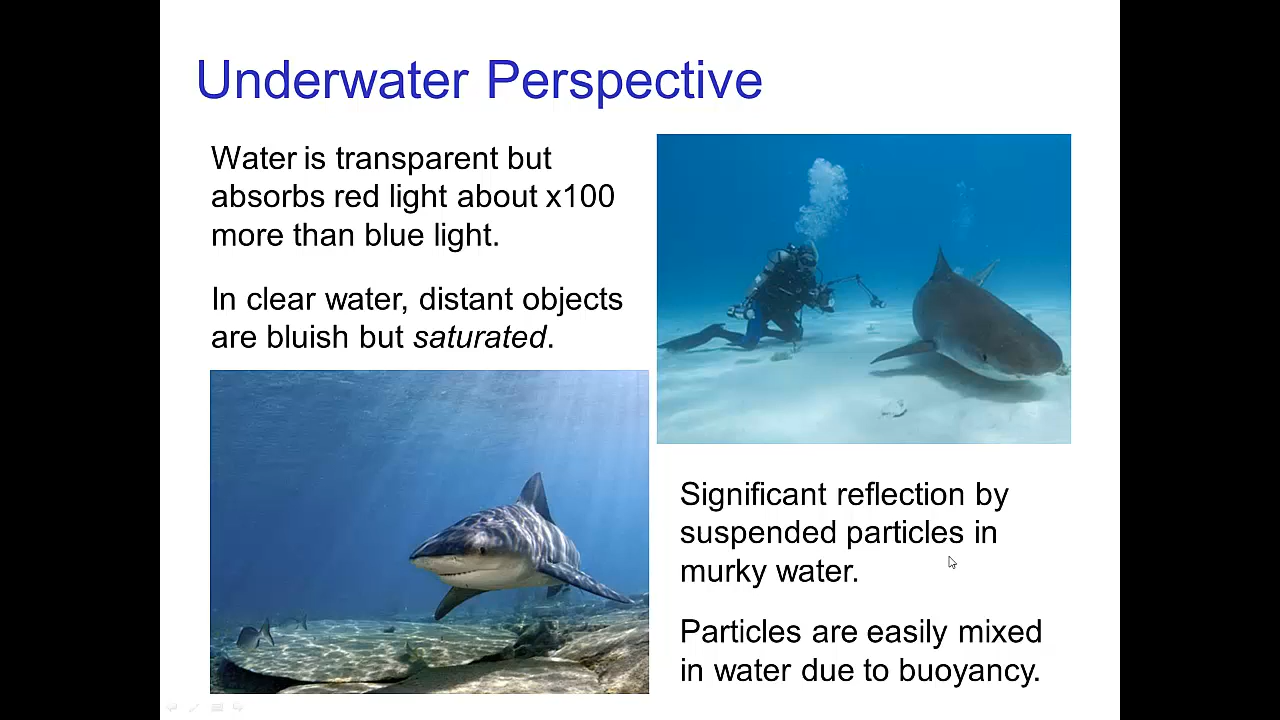 Underwater Perspective
Water is transparent but
absorbs red light about x100
more than blue light.
In clear water, distant objects
are bluish but saturated.
Significant reflection by
suspended particles in
murky water.
Particles are easily mixed
in water due to buoyancy.